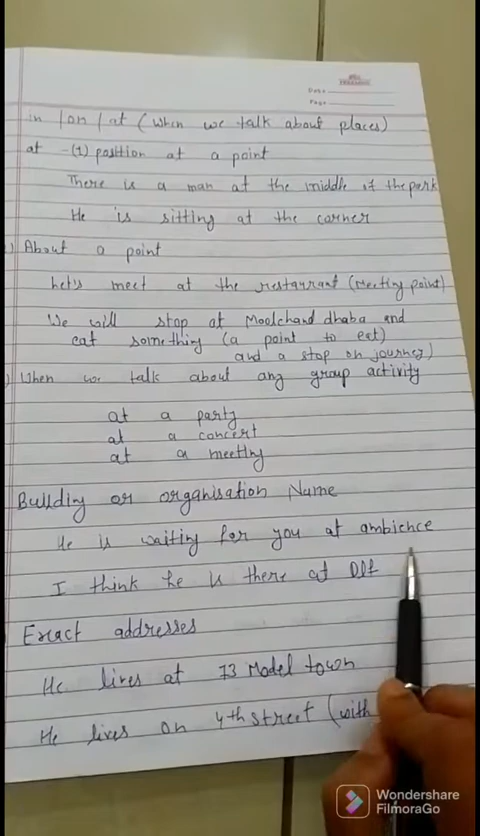 Date
Page
in / on / at (when we talk about places)
at - (1) position at a point
There is a man at the middle of the park
He is sitting at the corner
) About a point
Let's meet at the restaurant (Meeting point)
We will stop at Moolchand dhaba and
eat something (a point to eat)
and a stop on journey)
) When we talk about any group activity
at a party
at a concert
at a meeting
Building or organisation Name
He is waiting for you at ambience
I think he is there at Dlf
Exact addresses
He lives at 73 Model town
He lives on 4th street (with
Wondershare
FilmoraGo